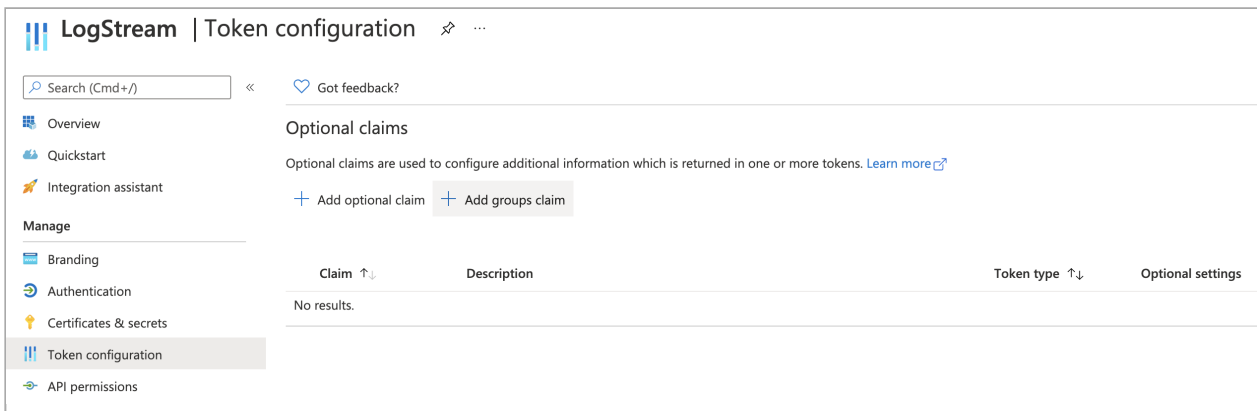 LogStream | Token configuration
Search (Cmd+/)
Overview
Quickstart
Integration assistant
Manage
Branding
Authentication
Certificates & secrets
Token configuration
API permissions
Got feedback?
Optional claims
Optional claims are used to configure additional information which is returned in one or more tokens. Learn more
Add optional claim Add groups claim
Claim Description Token type Optional settings
No results.